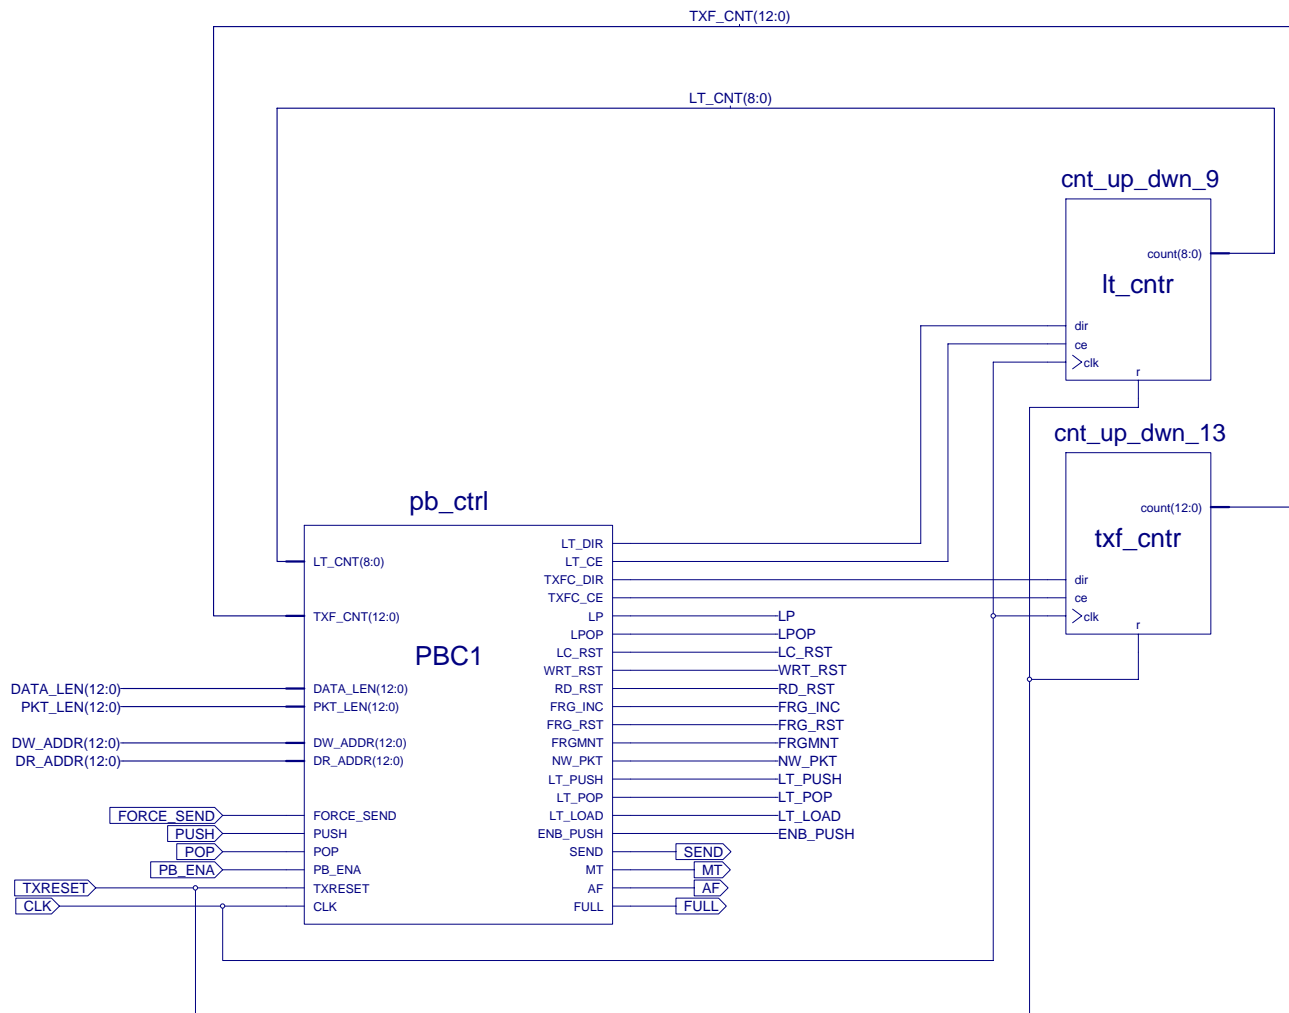 TXF_CNT(12:0)
LT_CNT(8:0)
cnt_up_dwn_9
count(8:0)
lt_cntr
dir
ce
clk
r
cnt_up_dwn_13
count(12:0)
txf_cntr
dir
ce
clk
r
pb_ctrl
PBC1
LT_CNT(8:0)
TXF_CNT(12:0)
DATA_LEN(12:0) DATA_LEN(12:0)
PKT_LEN(12:0) PKT_LEN(12:0)
DW_ADDR(12:0) DW_ADDR(12:0)
DR_ADDR(12:0) DR_ADDR(12:0)
FORCE_SEND FORCE_SEND
PUSH PUSH
POP POP
PB_ENA PB_ENA
TXRESET TXRESET
CLK CLK
LT_DIR
LT_CE
TXFC_DIR
TXFC_CE
LP LP
LPOP LPOP
LC_RST LC_RST
WRT_RST WRT_RST
RD_RST RD_RST
FRG_INC FRG_INC
FRG_RST FRG_RST
FRGMNT FRGMNT
NW_PKT NW_PKT
LT_PUSH LT_PUSH
LT_POP LT_POP
LT_LOAD LT_LOAD
ENB_PUSH ENB_PUSH
SEND SEND
MT MT
AF AF
FULL FULL